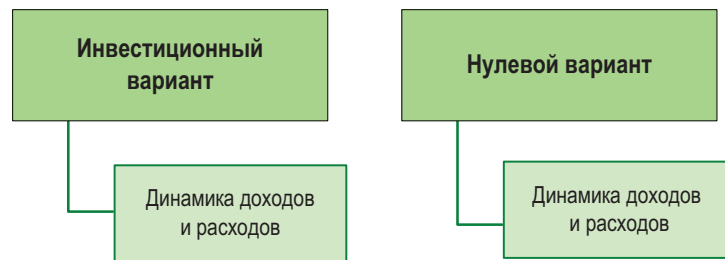 Инвестиционный
вариант
Нулевой вариант
Динамика доходов
и расходов
Динамика доходов
и расходов